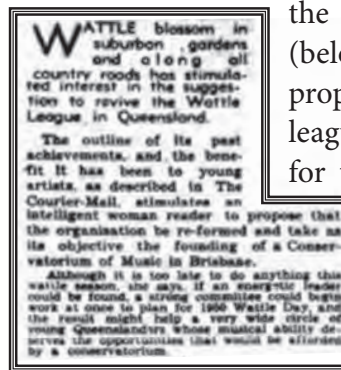 WATTLE blossom in
suburban gardens
and along all
country roads has stimula-
ted interest in the sugges-
tion to revive the Wattle
League in Queensland.
The outline of its past
achievements, and the bene-
fit it has been to young
artists, as described in The
Courier-Mail, stimulates an
intelligent woman reader to propose that
the organisation be re-formed and take as
its objective the founding of a Conser-
vatorium of Music in Brisbane.
Although it is too late to do anything this
wattle season, she says, if an energetic leader
could be found, a strong committee could begin
work at once to plan for 1950 Wattle Day, and
the result might help a very wide circle of
young Queenslanders whose musical ability de-
serves the opportunities that would be afforded
by a conservatorium.
the
(belo
prop
leagu
for